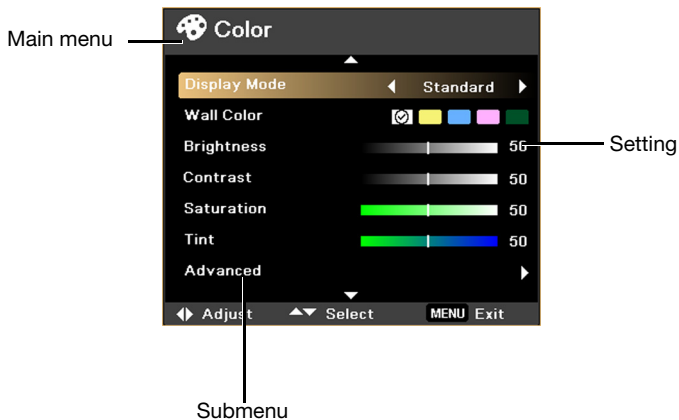 Color
Main menu
Display Mode Standard
Wall Color
Brightness 50
Setting
Contrast 50
Saturation 50
Tint 50
Advanced
Adjust Select MENU Exit
Submenu